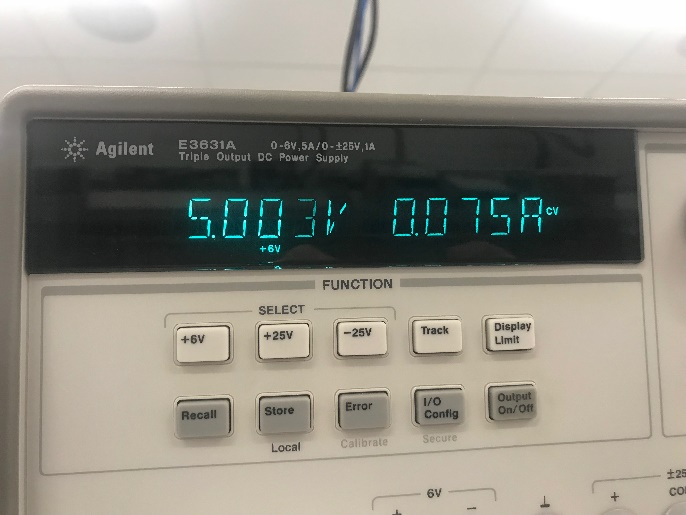 Agilent E3631A 0-6V,5A/0-±25V,1A
Triple Output DC Power Supply
5.003V 0.075A CV
+6V
FUNCTION
SELECT
+6V +25V -25V Track Display Limit
Recall Store Error I/O Config Output On/Off
Local Calibrate Secure
6V ±25
+ - + CO